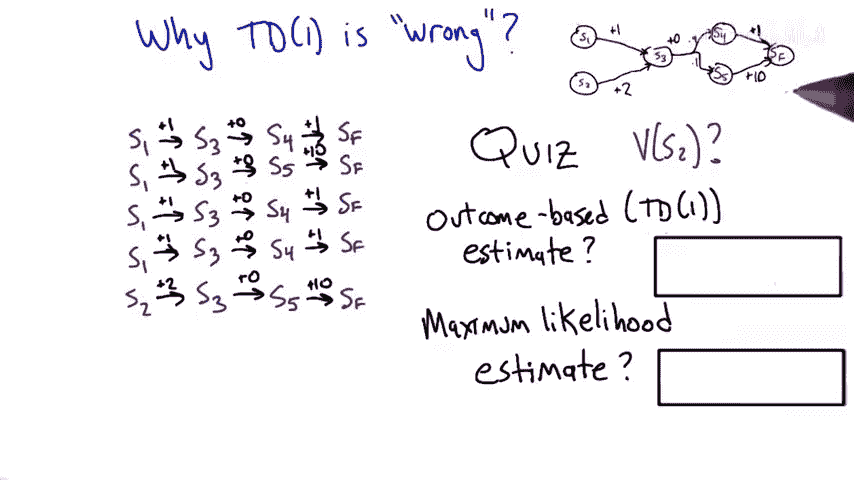 Why TD(1) is "wrong"?
S1 +1 S3 +0 .9 S4 +1 SF
S2 +2 .1 S5 +10
S1 +1→ S3 +0→ S4 +1→ SF
S1 +1→ S3 +0→ S5 +10→ SF
S1 +1→ S3 +0→ S4 +1→ SF
S1 +1→ S3 +0→ S4 +1→ SF
S2 +2→ S3 +0→ S5 +10→ SF
QUIZ V(S2)?
Outcome-based (TD(1))
estimate?
Maximum likelihood
estimate?